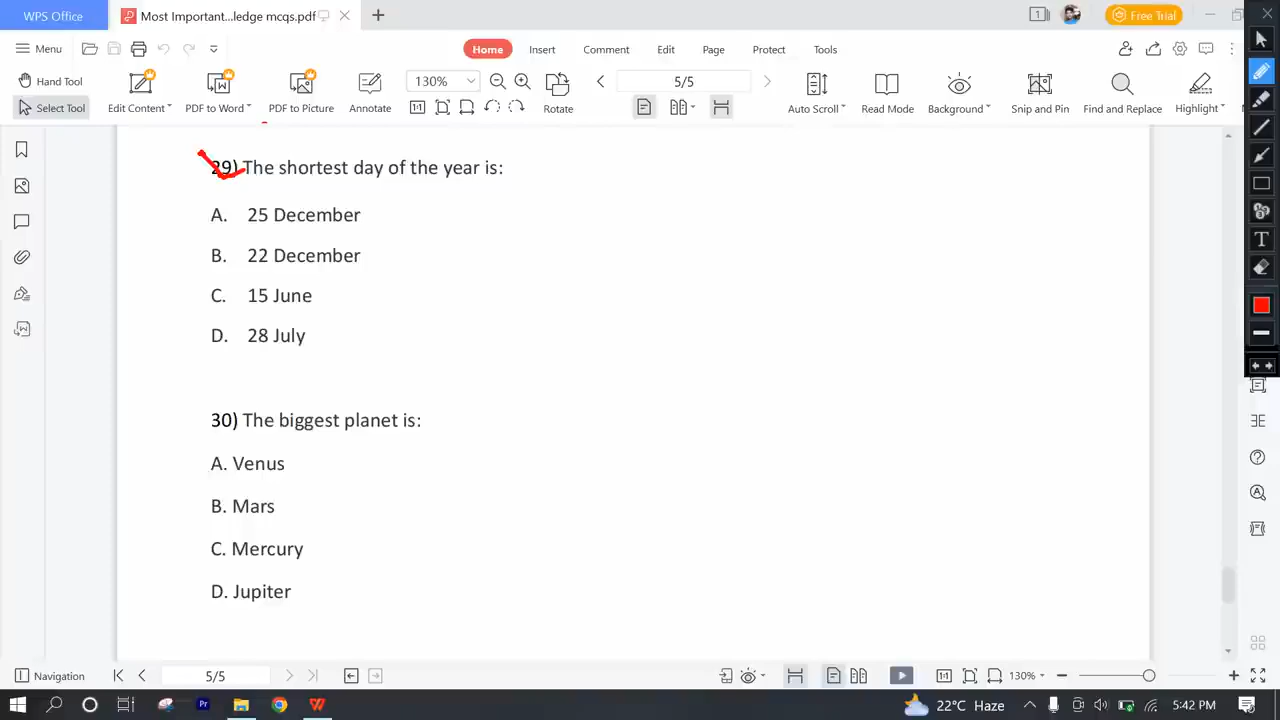 WPS Office
Most Important...ledge mcqs.pdf
Free Trial
Menu
Home
Insert
Comment
Edit
Page
Protect
Tools
Hand Tool
Select Tool
Edit Content
PDF to Word
PDF to Picture
Annotate
130%
Rotate
5/5
Auto Scroll
Read Mode
Background
Snip and Pin
Find and Replace
Highlight
29) The shortest day of the year is:
A. 25 December
B. 22 December
C. 15 June
D. 28 July
30) The biggest planet is:
A. Venus
B. Mars
C. Mercury
D. Jupiter
Navigation
5/5
130%
22°C Haze
5:42 PM